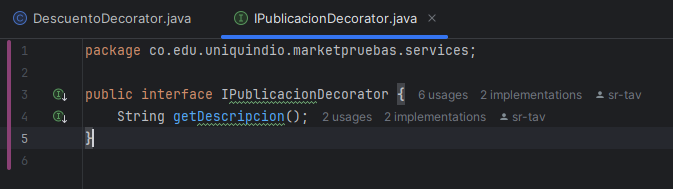 DescuentoDecorator.java IPublicacionDecorator.java
1 package co.edu.uniquindio.marketpruebas.services;
2
3 public interface IPublicacionDecorator { 6 usages 2 implementations sr-tav
4 String getDescripcion(); 2 usages 2 implementations sr-tav
5 }
6